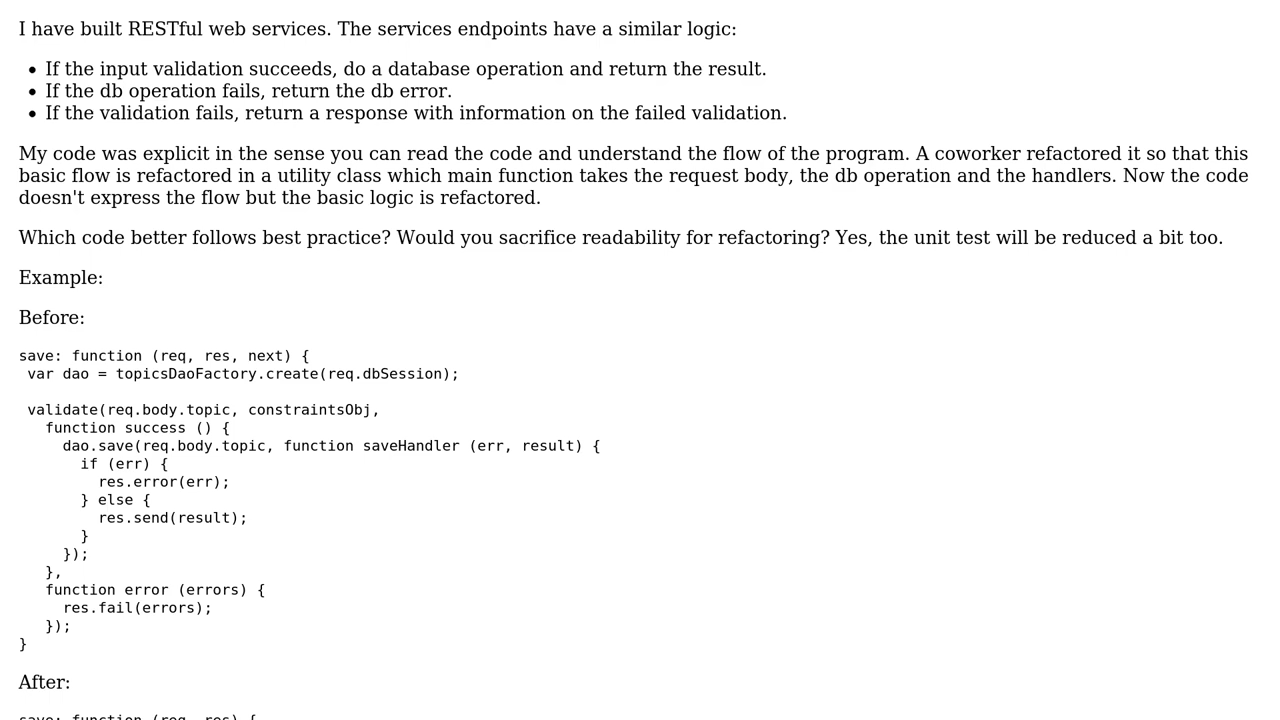 I have built RESTful web services. The services endpoints have a similar logic:
• If the input validation succeeds, do a database operation and return the result.
• If the db operation fails, return the db error.
• If the validation fails, return a response with information on the failed validation.
My code was explicit in the sense you can read the code and understand the flow of the program. A coworker refactored it so that this
basic flow is refactored in a utility class which main function takes the request body, the db operation and the handlers. Now the code
doesn't express the flow but the basic logic is refactored.
Which code better follows best practice? Would you sacrifice readability for refactoring? Yes, the unit test will be reduced a bit too.
Example:
Before:
save: function (req, res, next) {
 var dao = topicsDaoFactory.create(req.dbSession);
 validate(req.body.topic, constraintsObj,
   function success () {
     dao.save(req.body.topic, function saveHandler (err, result) {
       if (err) {
         res.error(err);
       } else {
         res.send(result);
       }
     });
   },
   function error (errors) {
     res.fail(errors);
   });
}
After:
save: function (req, res) {